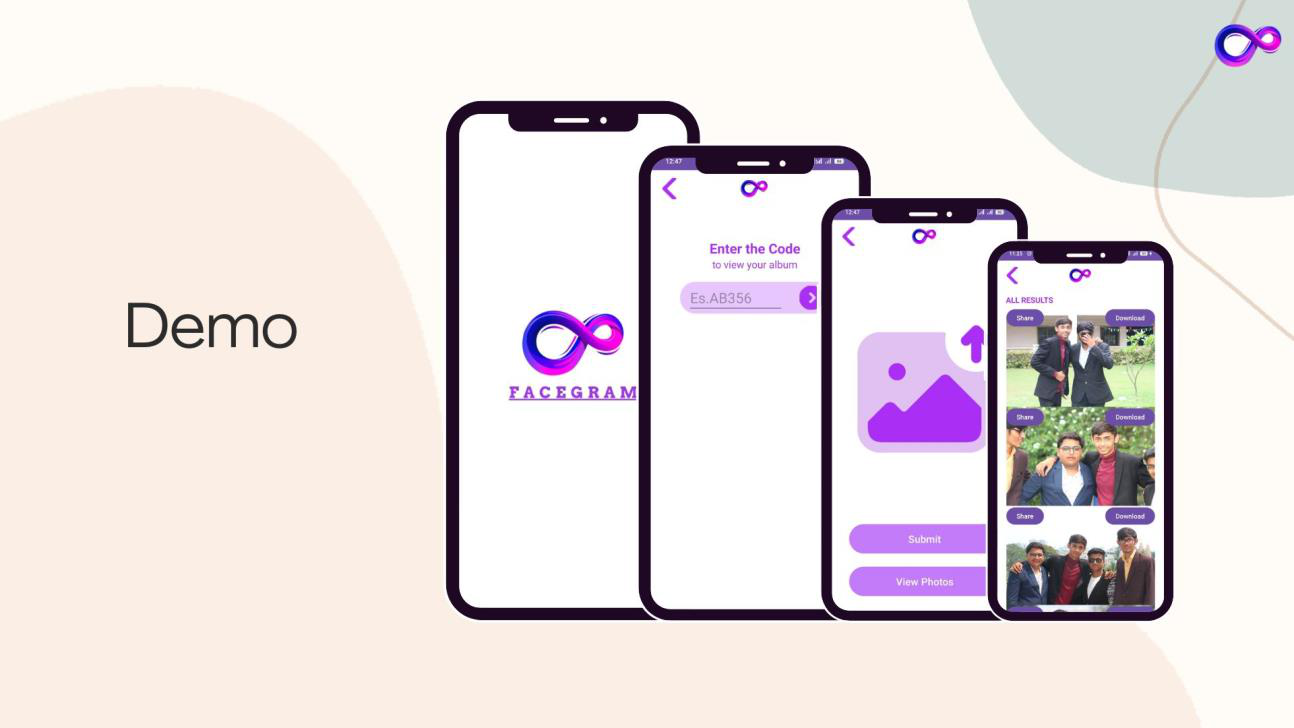 Demo
FACEGRAM
12:47
Enter the Code
to view your album
Es.AB356
12:47
Submit
View Photos
ALL RESULTS
Share Download
Share Download
Share Download